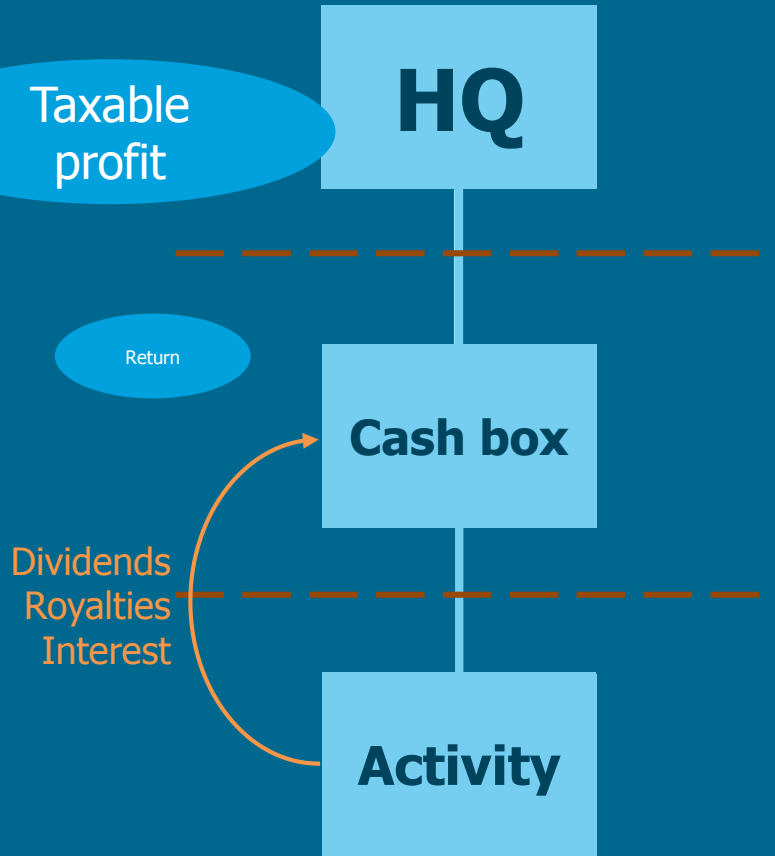 HQ
Taxable
profit
Return
Cash box
Dividends
Royalties
Interest
Activity